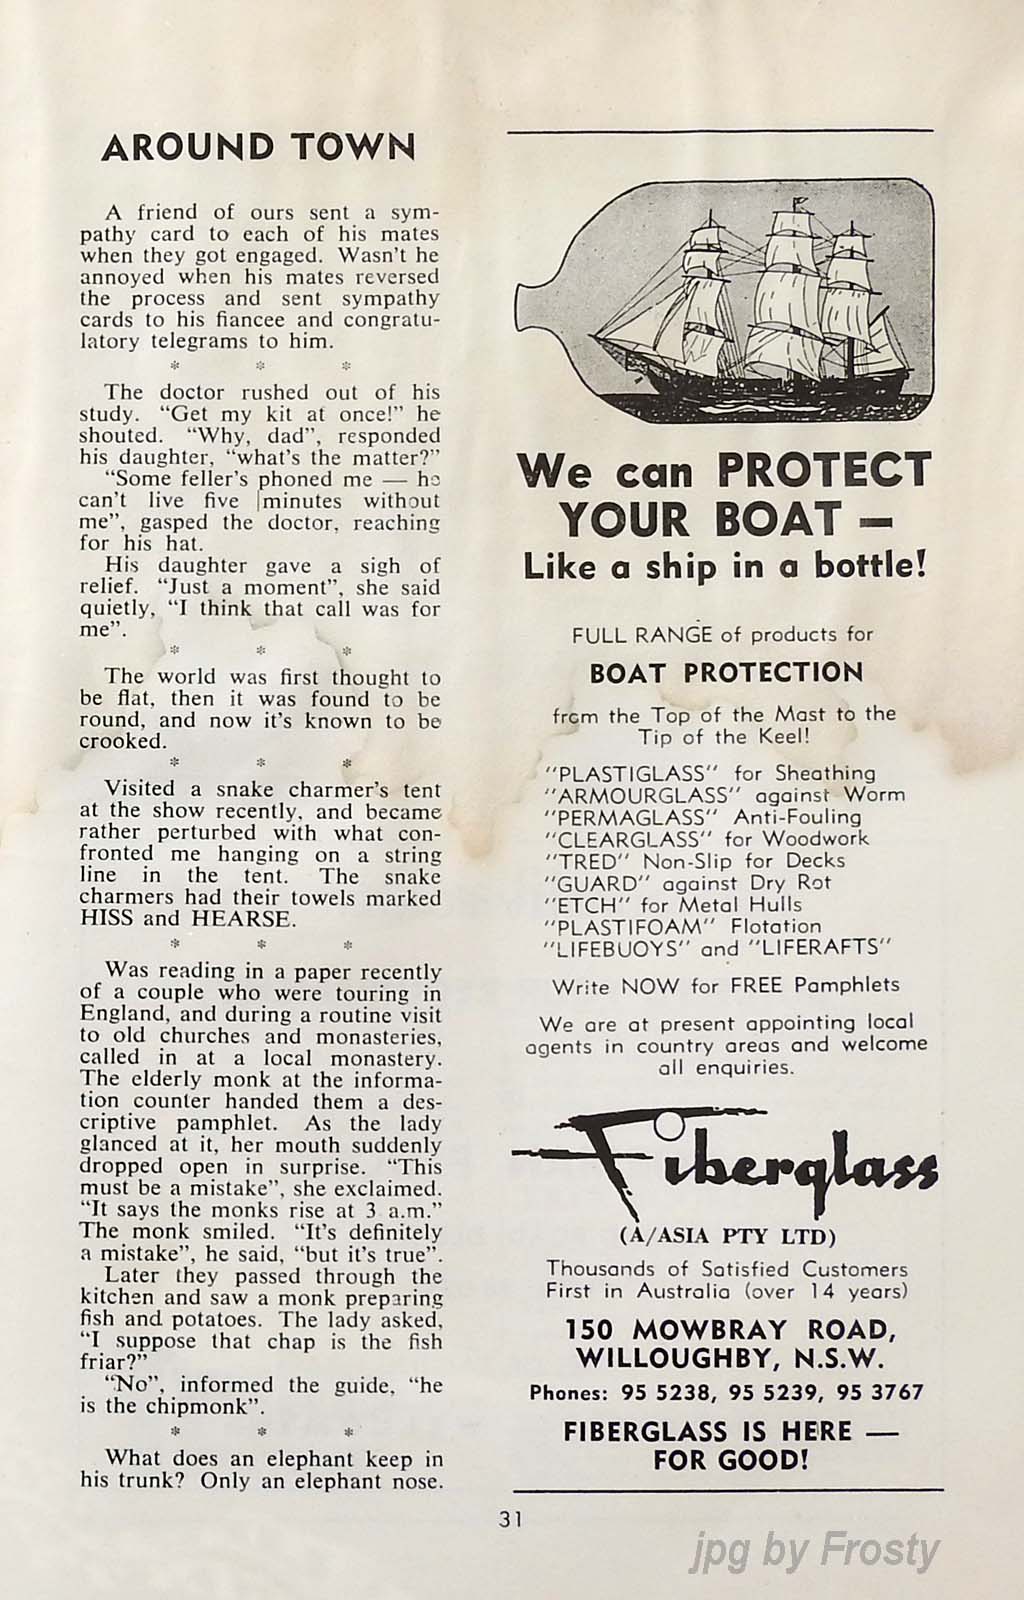 AROUND TOWN
A friend of ours sent a sym-
pathy card to each of his mates
when they got engaged. Wasn't he
annoyed when his mates reversed
the process and sent sympathy
cards to his fiancee and congratu-
latory telegrams to him.
* * *
The doctor rushed out of his
study. "Get my kit at once!" he
shouted. "Why, dad", responded
his daughter, "what's the matter?"
"Some feller's phoned me — he
can't live five minutes without
me", gasped the doctor, reaching
for his hat.
His daughter gave a sigh of
relief. "Just a moment", she said
quietly, "I think that call was for
me".
* * *
The world was first thought to
be flat, then it was found to be
round, and now it's known to be
crooked.
* * *
Visited a snake charmer's tent
at the show recently, and became
rather perturbed with what con-
fronted me hanging on a string
line in the tent. The snake
charmers had their towels marked
HISS and HEARSE.
* * *
Was reading in a paper recently
of a couple who were touring in
England, and during a routine visit
to old churches and monasteries,
called in at a local monastery.
The elderly monk at the informa-
tion counter handed them a des-
criptive pamphlet. As the lady
glanced at it, her mouth suddenly
dropped open in surprise. "This
must be a mistake", she exclaimed.
"It says the monks rise at 3 a.m."
The monk smiled. "It's definitely
a mistake", he said, "but it's true".
Later they passed through the
kitchen and saw a monk preparing
fish and potatoes. The lady asked,
"I suppose that chap is the fish
friar?"
"No", informed the guide, "he
is the chipmonk".
* * *
What does an elephant keep in
his trunk? Only an elephant nose.
We can PROTECT
YOUR BOAT —
Like a ship in a bottle!
FULL RANGE of products for
BOAT PROTECTION
from the Top of the Mast to the
Tip of the Keel!
"PLASTIGLASS" for Sheathing
"ARMOURGLASS" against Worm
"PERMAGLASS" Anti-Fouling
"CLEARGLASS" for Woodwork
"TRED" Non-Slip for Decks
"GUARD" against Dry Rot
"ETCH" for Metal Hulls
"PLASTIFOAM" Flotation
"LIFEBUOYS" and "LIFERAFTS"
Write NOW for FREE Pamphlets
We are at present appointing local
agents in country areas and welcome
all enquiries.
Fiberglass
(A/ASIA PTY LTD)
Thousands of Satisfied Customers
First in Australia (over 14 years)
150 MOWBRAY ROAD,
WILLOUGHBY, N.S.W.
Phones: 95 5238, 95 5239, 95 3767
FIBERGLASS IS HERE —
FOR GOOD!
31
jpg by Frosty